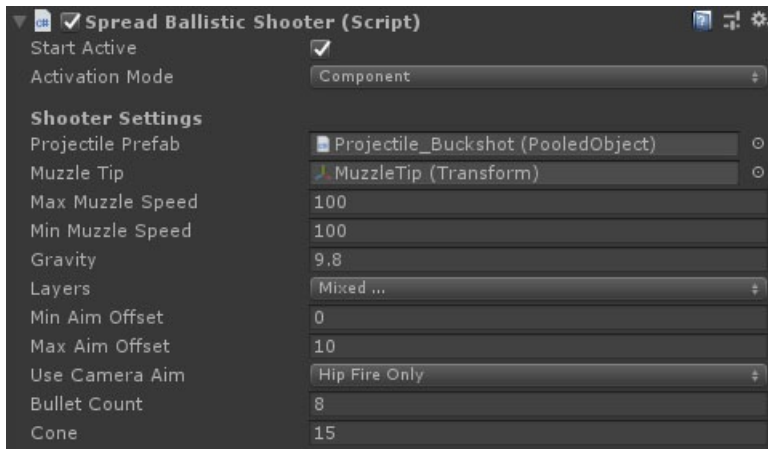 Spread Ballistic Shooter (Script)
Start Active
Activation Mode Component
Shooter Settings
Projectile Prefab Projectile_Buckshot (PooledObject)
Muzzle Tip MuzzleTip (Transform)
Max Muzzle Speed 100
Min Muzzle Speed 100
Gravity 9.8
Layers Mixed ...
Min Aim Offset 0
Max Aim Offset 10
Use Camera Aim Hip Fire Only
Bullet Count 8
Cone 15